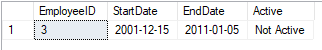 EmployeeID StartDate EndDate Active
1 3 2001-12-15 2011-01-05 Not Active